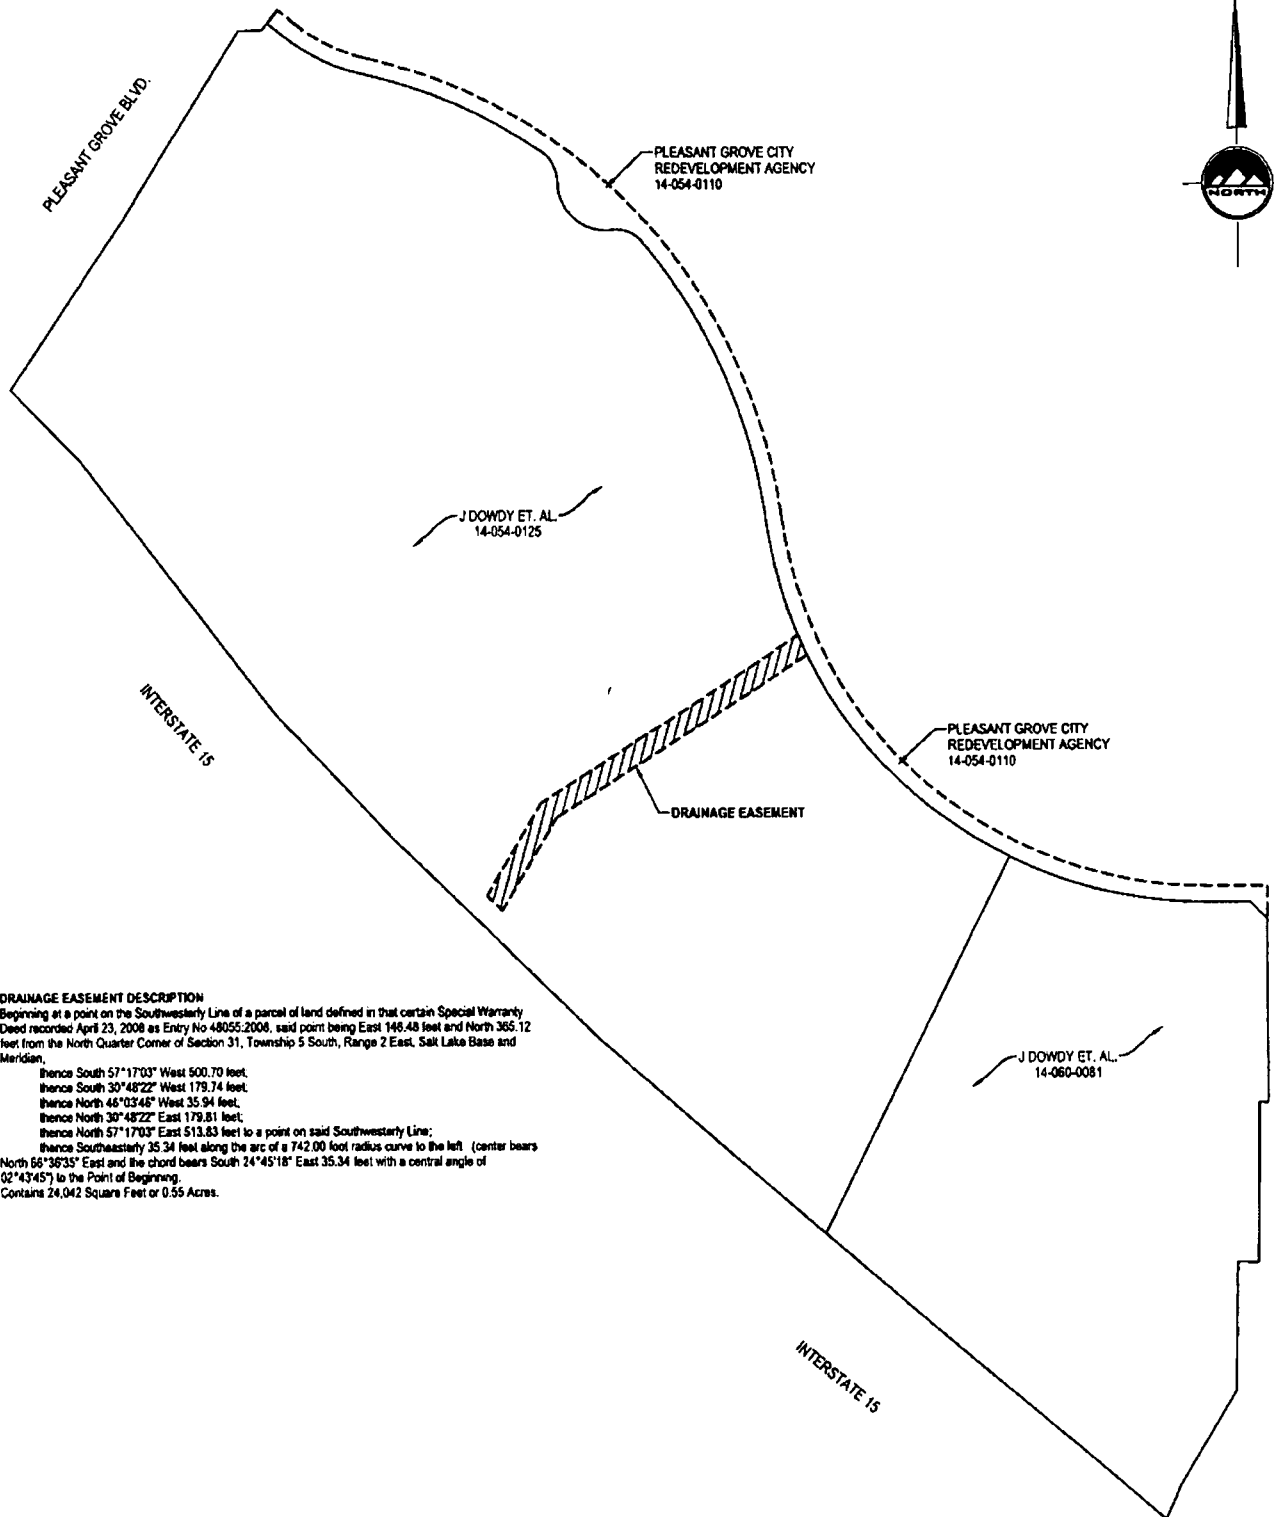 PLEASANT GROVE BLVD.
PLEASANT GROVE CITY
REDEVELOPMENT AGENCY
14-054-0110
NORTH
J DOWDY ET. AL.
14-054-0125
INTERSTATE 15
PLEASANT GROVE CITY
REDEVELOPMENT AGENCY
14-054-0110
DRAINAGE EASEMENT
DRAINAGE EASEMENT DESCRIPTION
Beginning at a point on the Southwesterly Line of a parcel of land defined in that certain Special Warranty
Deed recorded April 23, 2008 as Entry No 48055:2008, said point being East 146.48 feet and North 365.12
feet from the North Quarter Corner of Section 31, Township 5 South, Range 2 East, Salt Lake Base and
Meridian,
thence South 57°17'03" West 500.70 feet;
thence South 30°48'22" West 179.74 feet;
thence North 46°03'46" West 35.94 feet;
thence North 30°48'22" East 179.81 feet;
thence North 57°17'03" East 513.83 feet to a point on said Southwesterly Line;
thence Southeasterly 35.34 feet along the arc of a 742.00 foot radius curve to the left (center bears
North 66°36'35" East and the chord bears South 24°45'18" East 35.34 feet with a central angle of
02°43'45") to the Point of Beginning.
Contains 24,042 Square Feet or 0.55 Acres.
J DOWDY ET. AL.
14-060-0081
INTERSTATE 15